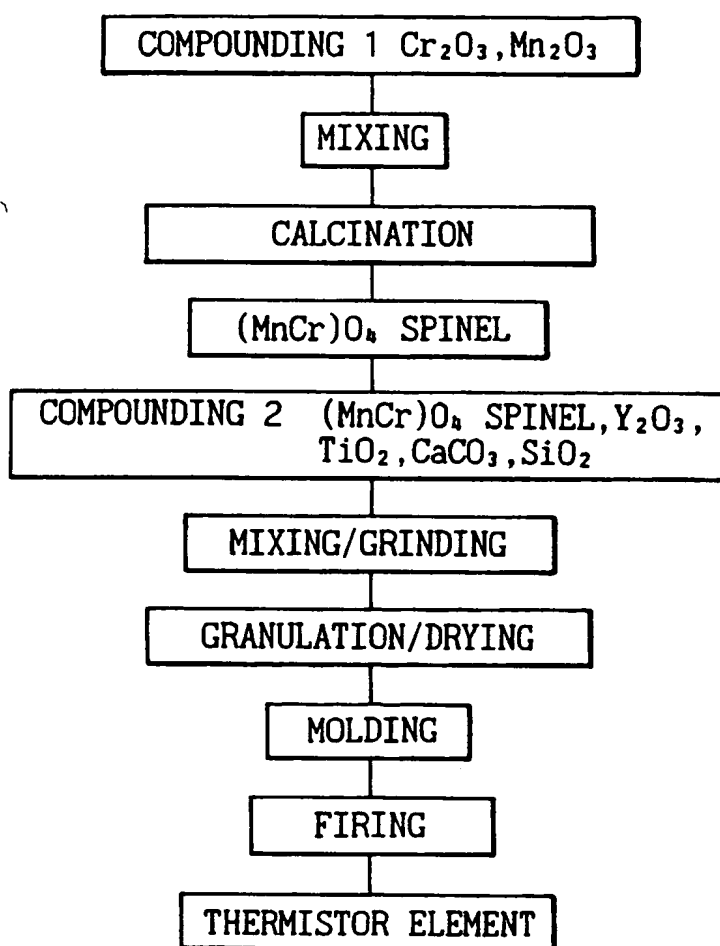 COMPOUNDING 1 Cr₂O₃,Mn₂O₃
MIXING
CALCINATION
(MnCr)O₄ SPINEL
COMPOUNDING 2 (MnCr)O₄ SPINEL,Y₂O₃,
TiO₂,CaCO₃,SiO₂
MIXING/GRINDING
GRANULATION/DRYING
MOLDING
FIRING
THERMISTOR ELEMENT